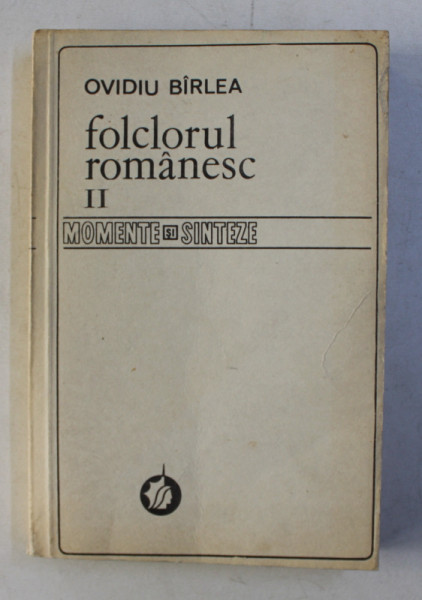 OVIDIU BÎRLEA
folclorul
românesc
II
MOMENTE ȘI SINTEZE